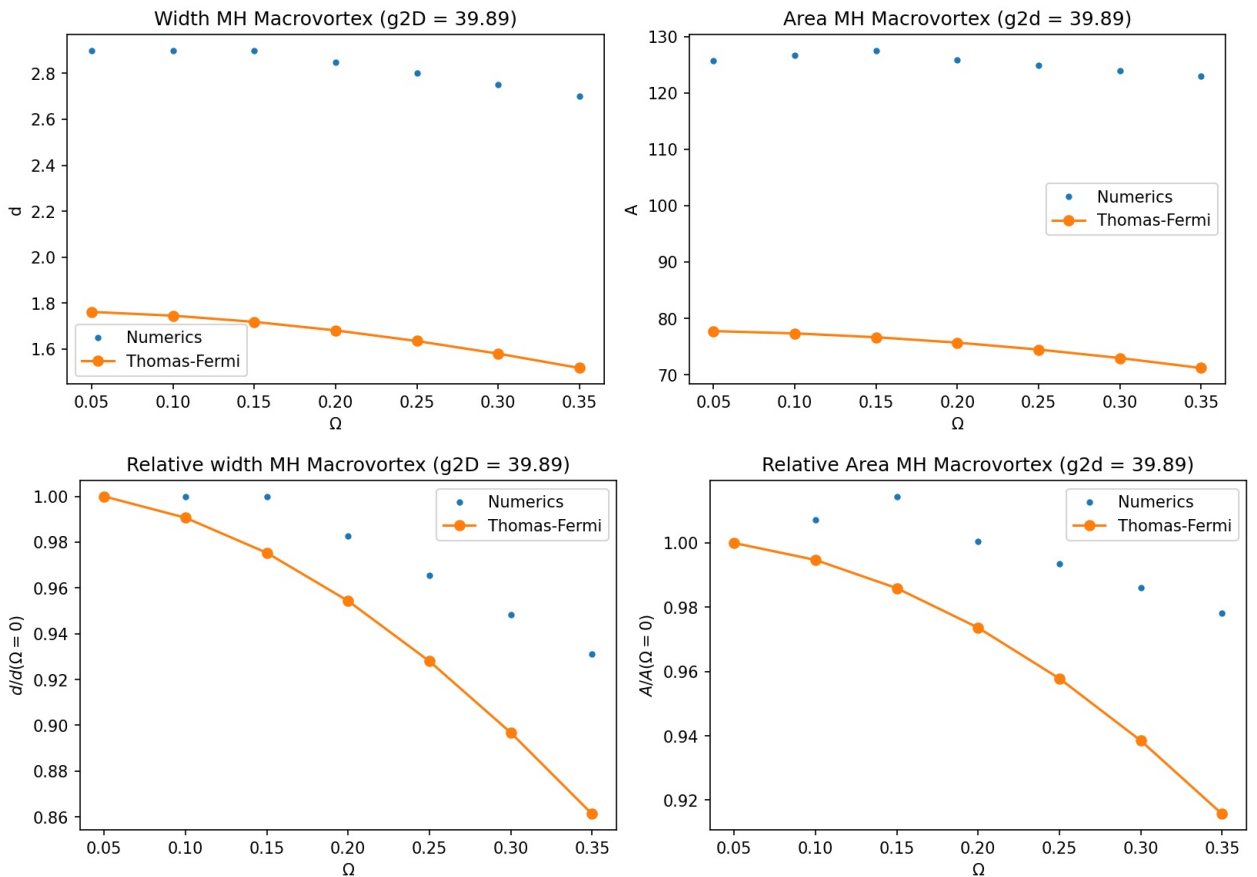 Width MH Macrovortex (g2D = 39.89)
2.8
2.6
2.4
2.2
2.0
1.8
1.6
d
Numerics
Thomas-Fermi
0.05 0.10 0.15 0.20 0.25 0.30 0.35
Ω
Area MH Macrovortex (g2d = 39.89)
130
120
110
100
90
80
70
A
Numerics
Thomas-Fermi
0.05 0.10 0.15 0.20 0.25 0.30 0.35
Ω
Relative width MH Macrovortex (g2D = 39.89)
1.00
0.98
0.96
0.94
0.92
0.90
0.88
0.86
d/d(Ω = 0)
Numerics
Thomas-Fermi
0.05 0.10 0.15 0.20 0.25 0.30 0.35
Ω
Relative Area MH Macrovortex (g2d = 39.89)
1.00
0.98
0.96
0.94
0.92
A/A(Ω = 0)
Numerics
Thomas-Fermi
0.05 0.10 0.15 0.20 0.25 0.30 0.35
Ω